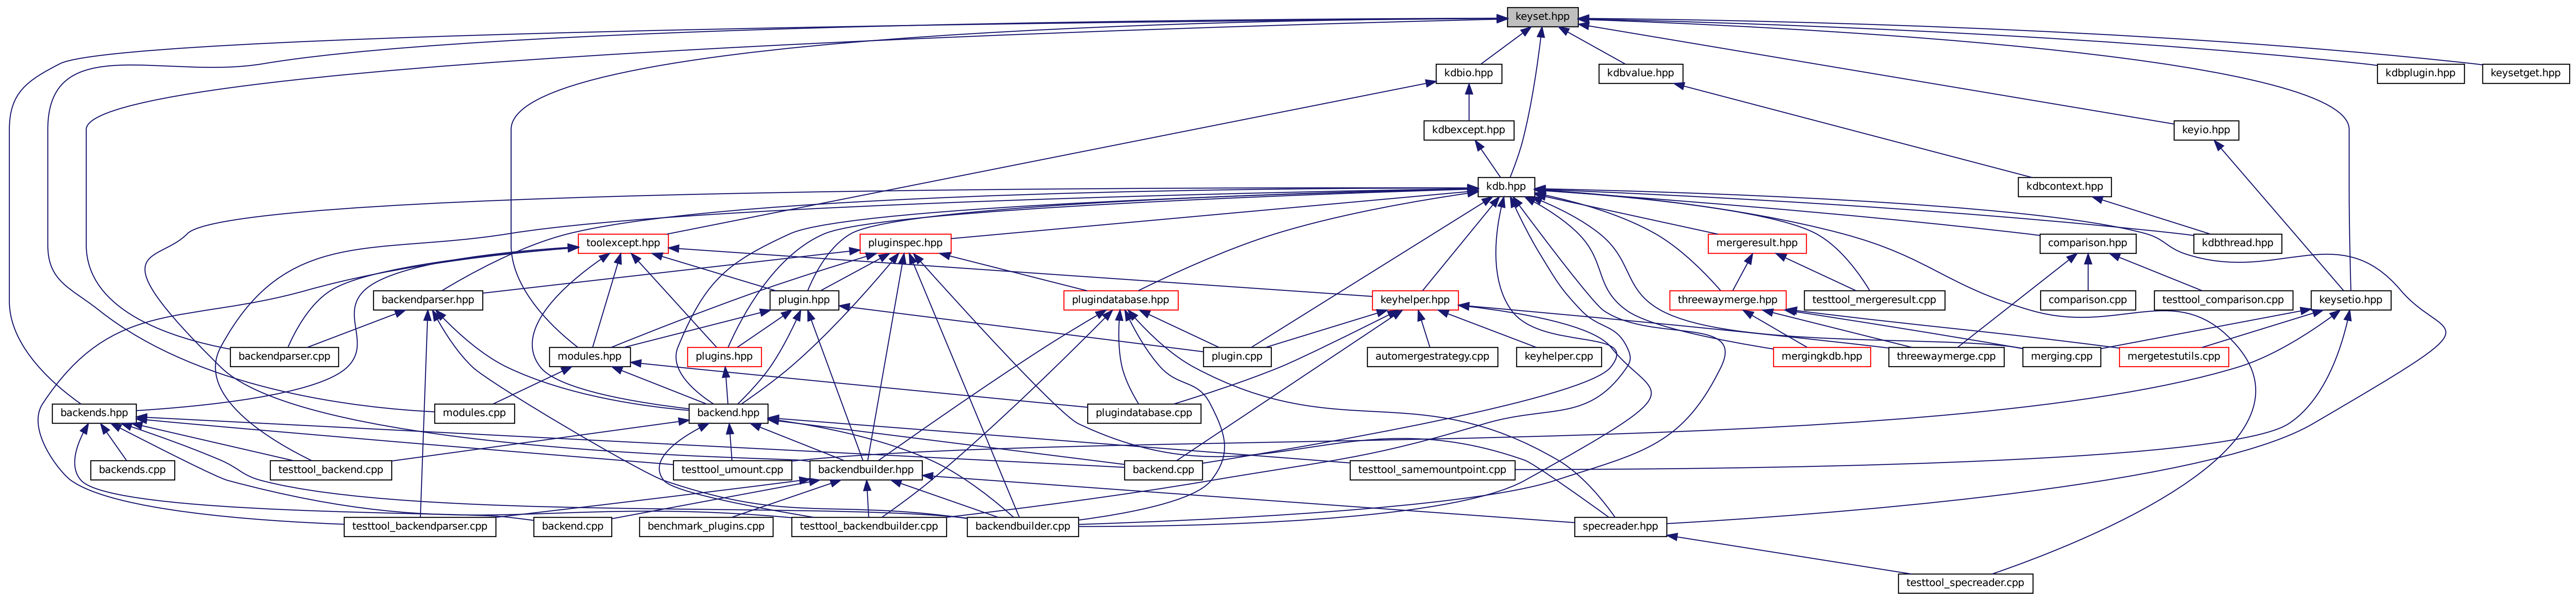 keyset.hpp
kdbio.hpp
kdbvalue.hpp
kdbplugin.hpp
keysetget.hpp
kdbexcept.hpp
keyio.hpp
kdb.hpp
kdbcontext.hpp
toolexcept.hpp
pluginspec.hpp
mergeresult.hpp
comparison.hpp
kdbthread.hpp
backendparser.hpp
plugin.hpp
plugindatabase.hpp
keyhelper.hpp
threewaymerge.hpp
testtool_mergeresult.cpp
comparison.cpp
testtool_comparison.cpp
keysetio.hpp
backendparser.cpp
modules.hpp
plugins.hpp
plugin.cpp
automergestrategy.cpp
keyhelper.cpp
mergingkdb.hpp
threewaymerge.cpp
merging.cpp
mergetestutils.cpp
backends.hpp
modules.cpp
backend.hpp
plugindatabase.cpp
backends.cpp
testtool_backend.cpp
testtool_umount.cpp
backendbuilder.hpp
backend.cpp
testtool_samemountpoint.cpp
testtool_backendparser.cpp
backend.cpp
benchmark_plugins.cpp
testtool_backendbuilder.cpp
backendbuilder.cpp
specreader.hpp
testtool_specreader.cpp